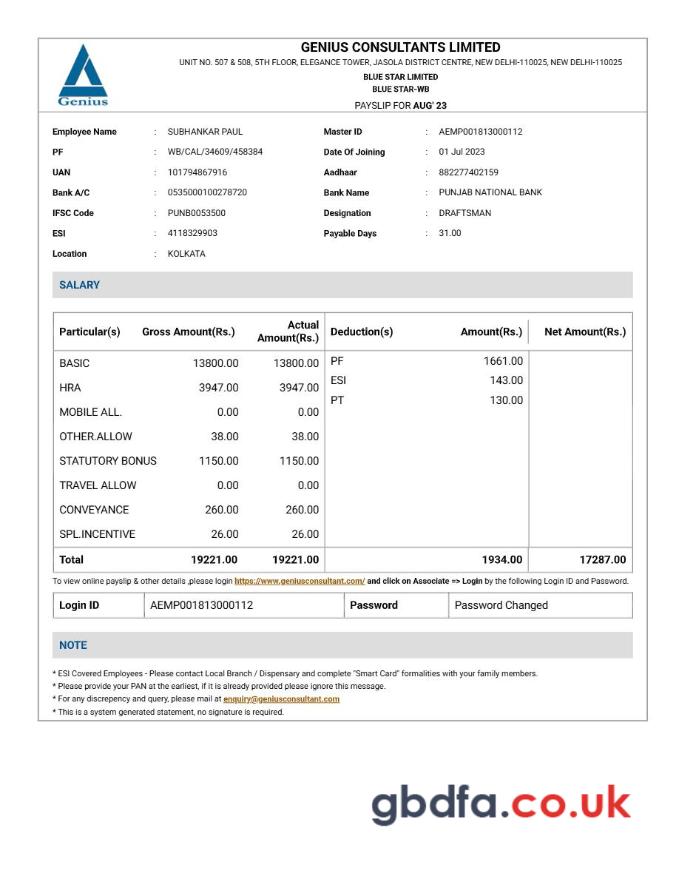 GENIUS CONSULTANTS LIMITED
UNIT NO. 507 & 508, 5TH FLOOR, ELEGANCE TOWER, JASOLA DISTRICT CENTRE, NEW DELHI-110025, NEW DELHI-110025
BLUE STAR LIMITED
BLUE STAR-WB
PAYSLIP FOR AUG' 23
Genius
Employee Name : SUBHANKAR PAUL Master ID : AEMP001813000112
PF : WB/CAL/34609/458384 Date Of Joining : 01 Jul 2023
UAN : 101794867916 Aadhaar : 882277402159
Bank A/C : 0535000100278720 Bank Name : PUNJAB NATIONAL BANK
IFSC Code : PUNB0053500 Designation : DRAFTSMAN
ESI : 4118329903 Payable Days : 31.00
Location : KOLKATA
SALARY
Particular(s) Gross Amount(Rs.) Actual Amount(Rs.) Deduction(s) Amount(Rs.) Net Amount(Rs.)
BASIC 13800.00 13800.00 PF 1661.00
HRA 3947.00 3947.00 ESI 143.00
MOBILE ALL. 0.00 0.00 PT 130.00
OTHER.ALLOW 38.00 38.00
STATUTORY BONUS 1150.00 1150.00
TRAVEL ALLOW 0.00 0.00
CONVEYANCE 260.00 260.00
SPL.INCENTIVE 26.00 26.00
Total 19221.00 19221.00 1934.00 17287.00
To view online payslip & other details ,please login https://www.geniusconsultant.com/ and click on Associate => Login by the following Login ID and Password.
Login ID AEMP001813000112 Password Password Changed
NOTE
* ESI Covered Employees - Please contact Local Branch / Dispensary and complete "Smart Card" formalities with your family members.
* Please provide your PAN at the earliest, if it is already provided please ignore this message.
* For any discrepency and query, please mail at enquiry@geniusconsultant.com
* This is a system generated statement, no signature is required.
gbdfa.co.uk